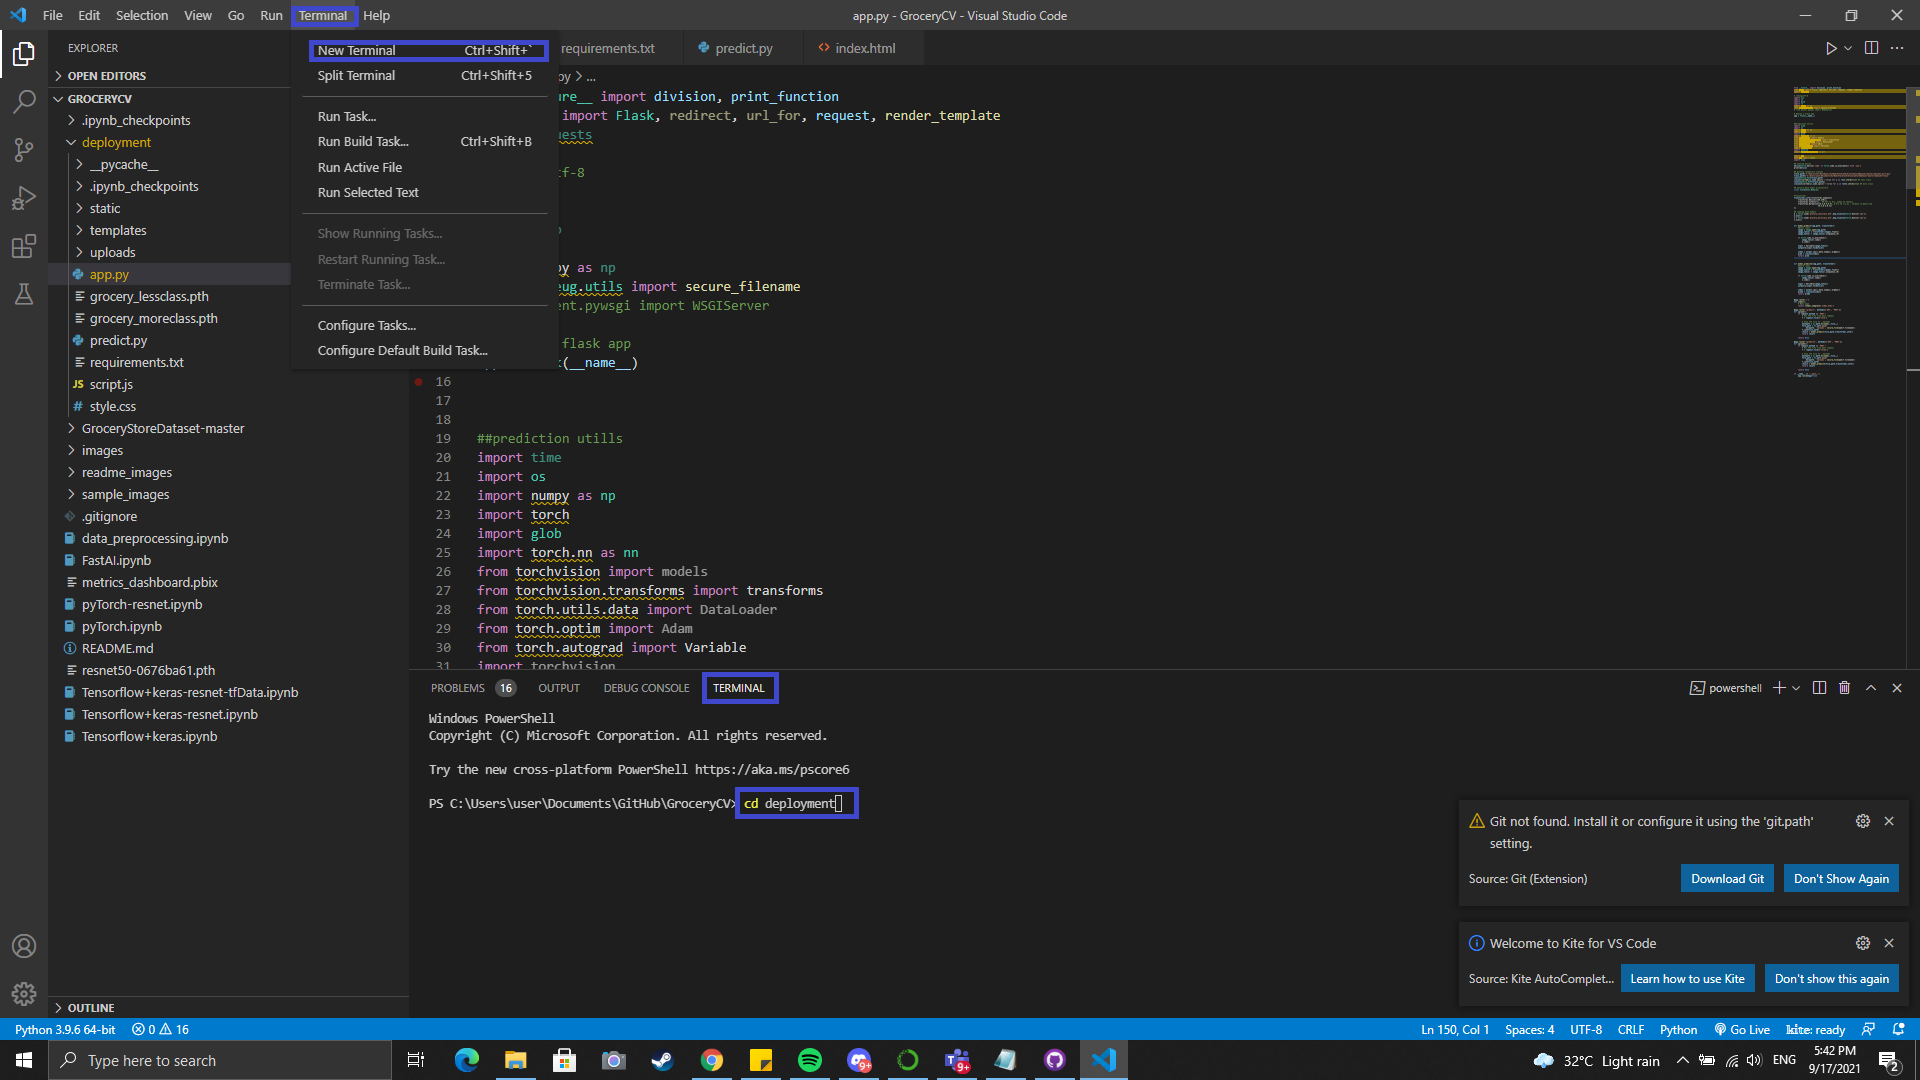 File Edit Selection View Go Run Terminal Help
app.py - GroceryCV - Visual Studio Code
EXPLORER
OPEN EDITORS
GROCERYCV
.ipynb_checkpoints
deployment
__pycache__
.ipynb_checkpoints
static
templates
uploads
app.py
grocery_lessclass.pth
grocery_moreclass.pth
predict.py
requirements.txt
JS script.js
# style.css
GroceryStoreDataset-master
images
readme_images
sample_images
.gitignore
data_preprocessing.ipynb
FastAI.ipynb
metrics_dashboard.pbix
pyTorch-resnet.ipynb
pyTorch.ipynb
README.md
resnet50-0676ba61.pth
Tensorflow+keras-resnet-tfData.ipynb
Tensorflow+keras-resnet.ipynb
Tensorflow+keras.ipynb
OUTLINE
New Terminal Ctrl+Shift+`
Split Terminal Ctrl+Shift+5
Run Task...
Run Build Task... Ctrl+Shift+B
Run Active File
Run Selected Text
Show Running Tasks...
Restart Running Task...
Terminate Task...
Configure Tasks...
Configure Default Build Task...
requirements.txt predict.py <> index.html
py > ...
ure__ import division, print_function
import Flask, redirect, url_for, request, render_template
uests
tf-8
py as np
eug.utils import secure_filename
ent.pywsgi import WSGIServer
flask app
(__name__)
16
17
18
19 ##prediction utills
20 import time
21 import os
22 import numpy as np
23 import torch
24 import glob
25 import torch.nn as nn
26 from torchvision import models
27 from torchvision.transforms import transforms
28 from torch.utils.data import DataLoader
29 from torch.optim import Adam
30 from torch.autograd import Variable
31 import torchvision
PROBLEMS 16 OUTPUT DEBUG CONSOLE TERMINAL
powershell
Windows PowerShell
Copyright (C) Microsoft Corporation. All rights reserved.
Try the new cross-platform PowerShell https://aka.ms/pscore6
PS C:\Users\user\Documents\GitHub\GroceryCV> cd deployment
Git not found. Install it or configure it using the 'git.path'
setting.
Source: Git (Extension)
Download Git
Don't Show Again
Welcome to Kite for VS Code
Source: Kite AutoComplet...
Learn how to use Kite
Don't show this again
Python 3.9.6 64-bit 0 16
Ln 150, Col 1 Spaces: 4 UTF-8 CRLF Python Go Live kite: ready
Type here to search
9+
9+
32°C Light rain
ENG
5:42 PM
9/17/2021
2